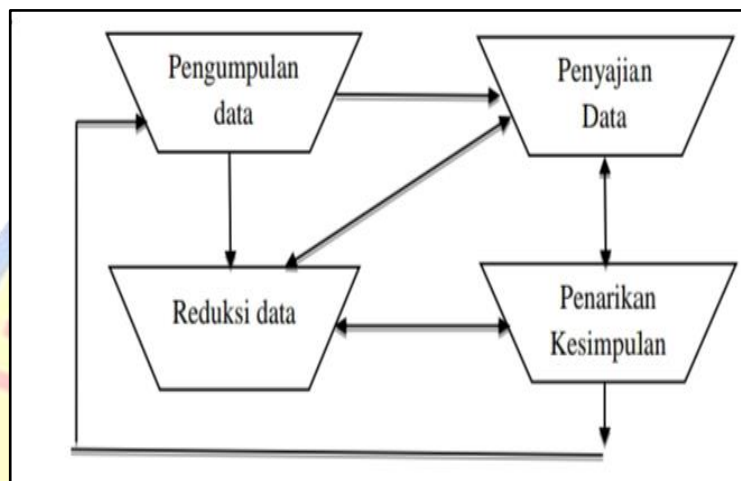 Pengumpulan
data
Penyajian
Data
Reduksi data
Penarikan
Kesimpulan